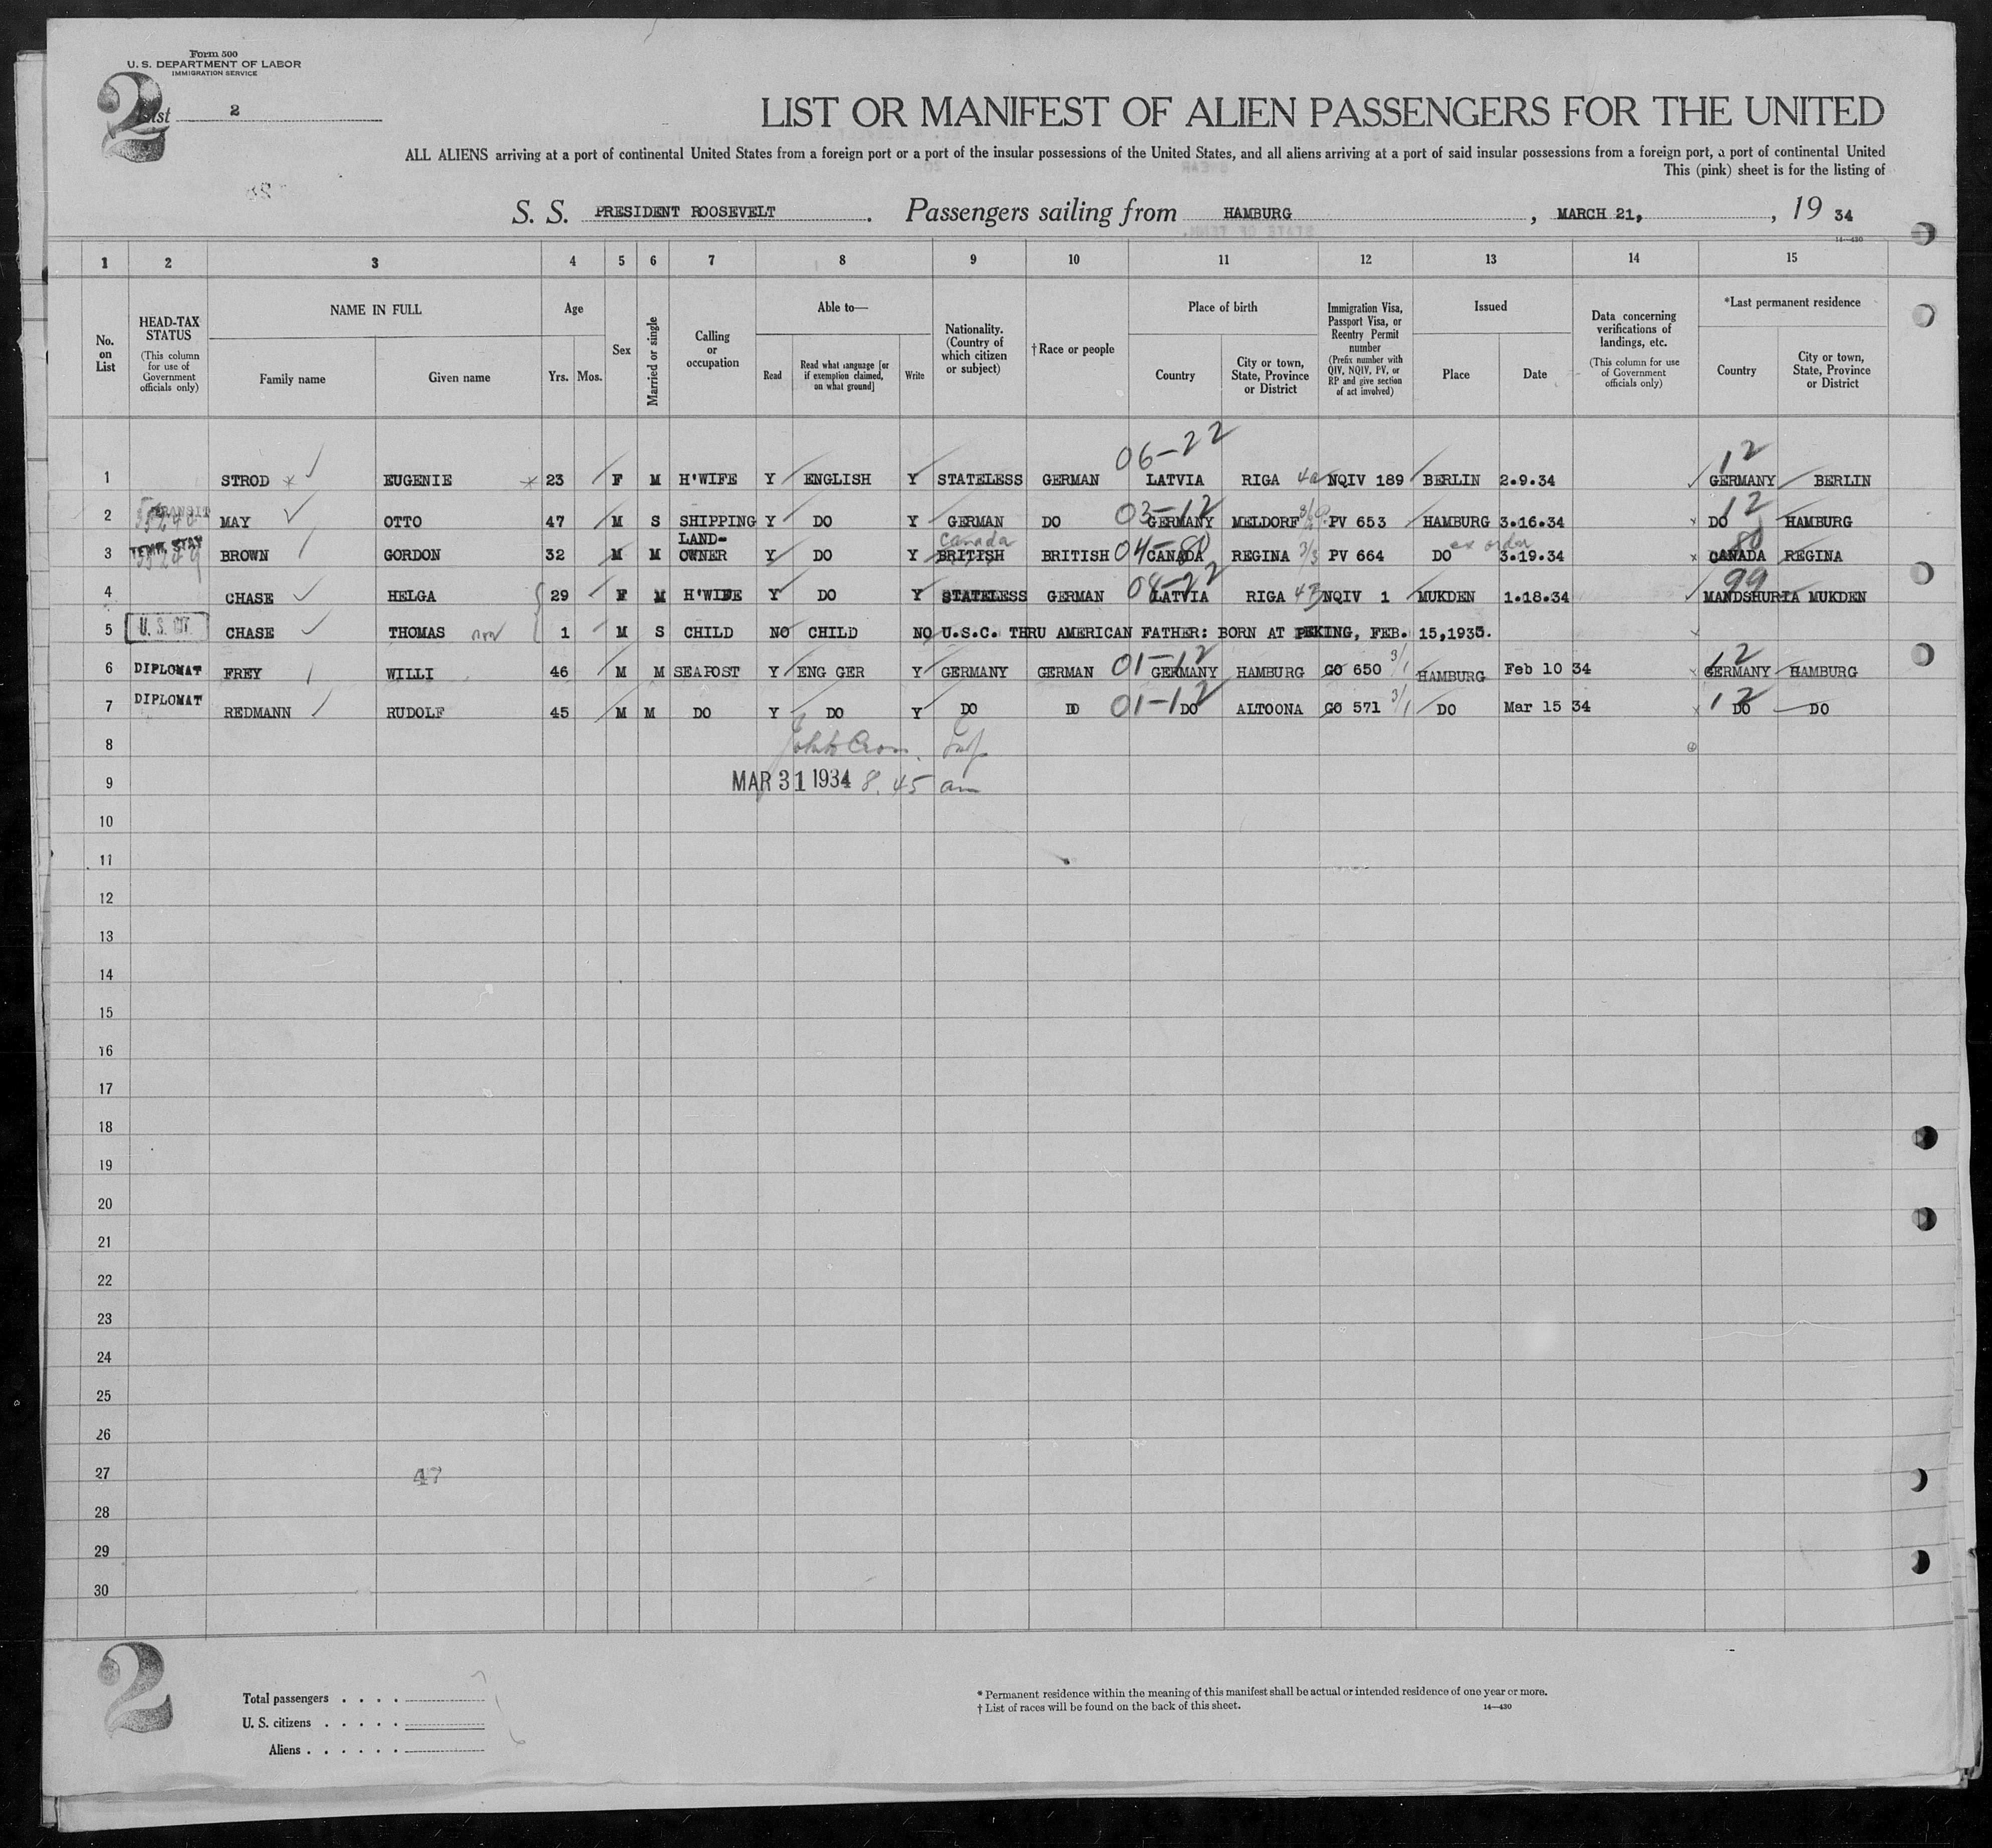 Form 500
U. S. DEPARTMENT OF LABOR
IMMIGRATION SERVICE
2
List 2
LIST OR MANIFEST OF ALIEN PASSENGERS FOR THE UNITED
ALL ALIENS arriving at a port of continental United States from a foreign port or a port of the insular possessions of the United States, and all aliens arriving at a port of said insular possessions from a foreign port, a port of continental United
This (pink) sheet is for the listing of
S. S. PRESIDENT ROOSEVELT . Passengers sailing from HAMBURG , MARCH 21, , 19 34
14—430
1 2 3 4 5 6 7 8 9 10 11 12 13 14 15
No. on List
HEAD-TAX STATUS (This column for use of Government officials only)
NAME IN FULL
Family name Given name
Age
Yrs. Mos.
Sex
Married or single
Calling or occupation
Able to—
Read Read what language [or if exemption claimed, on what ground] Write
Nationality. (Country of which citizen or subject)
† Race or people
Place of birth
Country City or town, State, Province or District
Immigration Visa, Passport Visa, or Reentry Permit number (Prefix number with QIV, NQIV, PV, or RP and give section of act involved)
Issued
Place Date
Data concerning verifications of landings, etc. (This column for use of Government officials only)
*Last permanent residence
Country City or town, State, Province or District
06-22 12
1 STROD EUGENIE 23 F M H'WIFE Y ENGLISH Y STATELESS GERMAN LATVIA RIGA NQIV 189 BERLIN 2.9.34 GERMANY BERLIN
TRANSIT 03-12 12
2 MAY OTTO 47 M S SHIPPING Y DO Y GERMAN DO GERMANY MELDORF PV 653 HAMBURG 3.16.34 DO HAMBURG
TEMP. STAY Canada 04-80 80
3 BROWN GORDON 32 M M LAND-OWNER Y DO Y BRITISH BRITISH CANADA REGINA 3/3 PV 664 DO 3.19.34 CANADA REGINA
99
4 CHASE HELGA 29 F M H'WIFE Y DO Y STATELESS GERMAN LATVIA RIGA NQIV 1 MUKDEN 1.18.34 MANDSHURIA MUKDEN
5 U. S. CIT. CHASE THOMAS 1 M S CHILD NO CHILD NO U.S.C. THRU AMERICAN FATHER: BORN AT PEKING, FEB. 15,1933.
01-12 12
6 DIPLOMAT FREY WILLI 46 M M SEAPOST Y ENG GER Y GERMANY GERMAN GERMANY HAMBURG GO 650 3/1 HAMBURG Feb 10 34 GERMANY HAMBURG
01-12 12
7 DIPLOMAT REDMANN RUDOLF 45 M M DO Y DO Y DO DO DO ALTOONA GO 571 3/1 DO Mar 15 34 DO DO
8
9 MAR 31 1934 8.45 am
10
11
12
13
14
15
16
17
18
19
20
21
22
23
24
25
26
27 47
28
29
30
2
Total passengers . . . .
U. S. citizens . . . . .
Aliens . . . . . .
* Permanent residence within the meaning of this manifest shall be actual or intended residence of one year or more.
† List of races will be found on the back of this sheet.
14—430